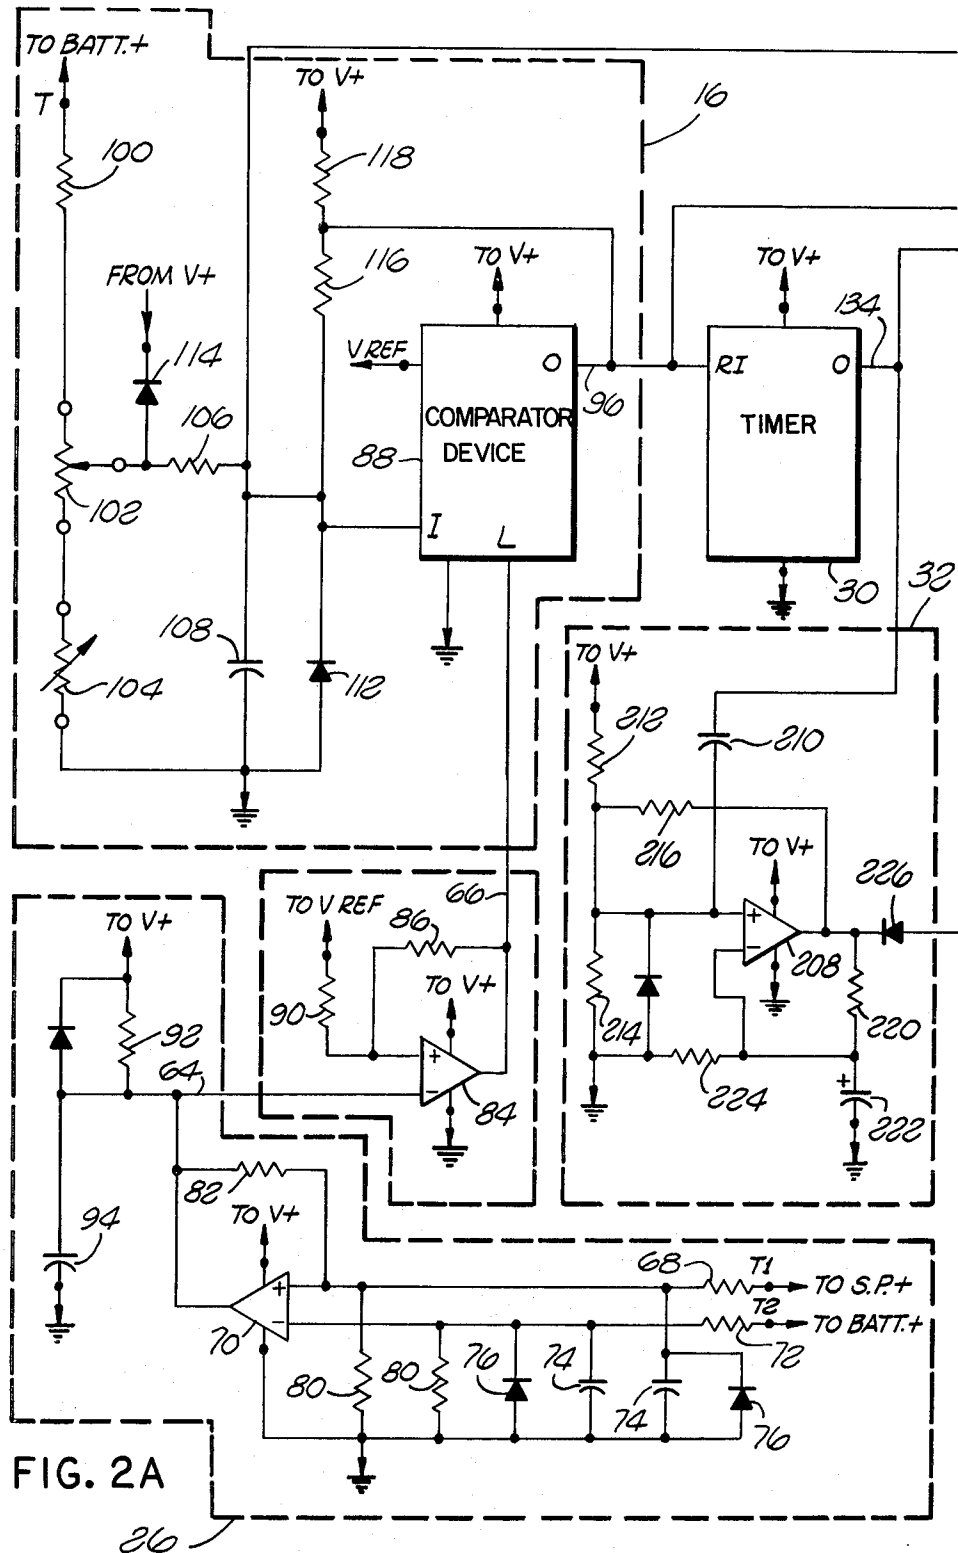 TO BATT.+
T
100
TO V+
118
16
116
FROM V+
114
106
V REF
TO V+
O
COMPARATOR
DEVICE
88
I
L
96
TO V+
134
RI
O
TIMER
30
102
104
108
112
32
TO V+
212
210
216
TO V+
226
208
214
220
224
+
222
+
−
66
TO V REF
86
TO V+
90
+
−
84
TO V+
92
64
82
TO V+
94
+
−
70
68
T1
TO S.P.+
T2
TO BATT.+
72
80
80
76
74
74
76
FIG. 2A
26